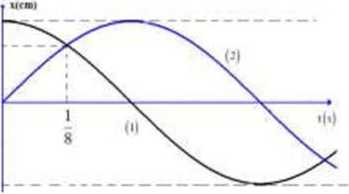 x(cm)
(2)
t(s)
1/8
(1)